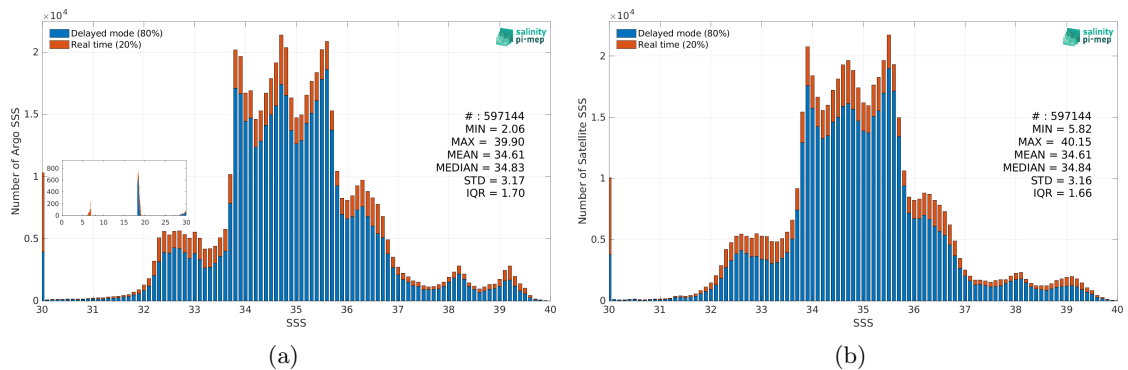 ×10⁴
Delayed mode (80%)
Real time (20%)
salinity
pi-mep
# : 597144
MIN = 2.06
MAX = 39.90
MEAN = 34.61
MEDIAN = 34.83
STD = 3.17
IQR = 1.70
Number of Argo SSS
2
1.5
1
0.5
0
800
600
400
200
0
0 5 10 15 20 25 30
30 31 32 33 34 35 36 37 38 39 40
SSS
(a)
×10⁴
Delayed mode (80%)
Real time (20%)
salinity
pi-mep
# : 597144
MIN = 5.82
MAX = 40.15
MEAN = 34.61
MEDIAN = 34.84
STD = 3.16
IQR = 1.66
Number of Satellite SSS
2
1.5
1
0.5
0
30 31 32 33 34 35 36 37 38 39 40
SSS
(b)